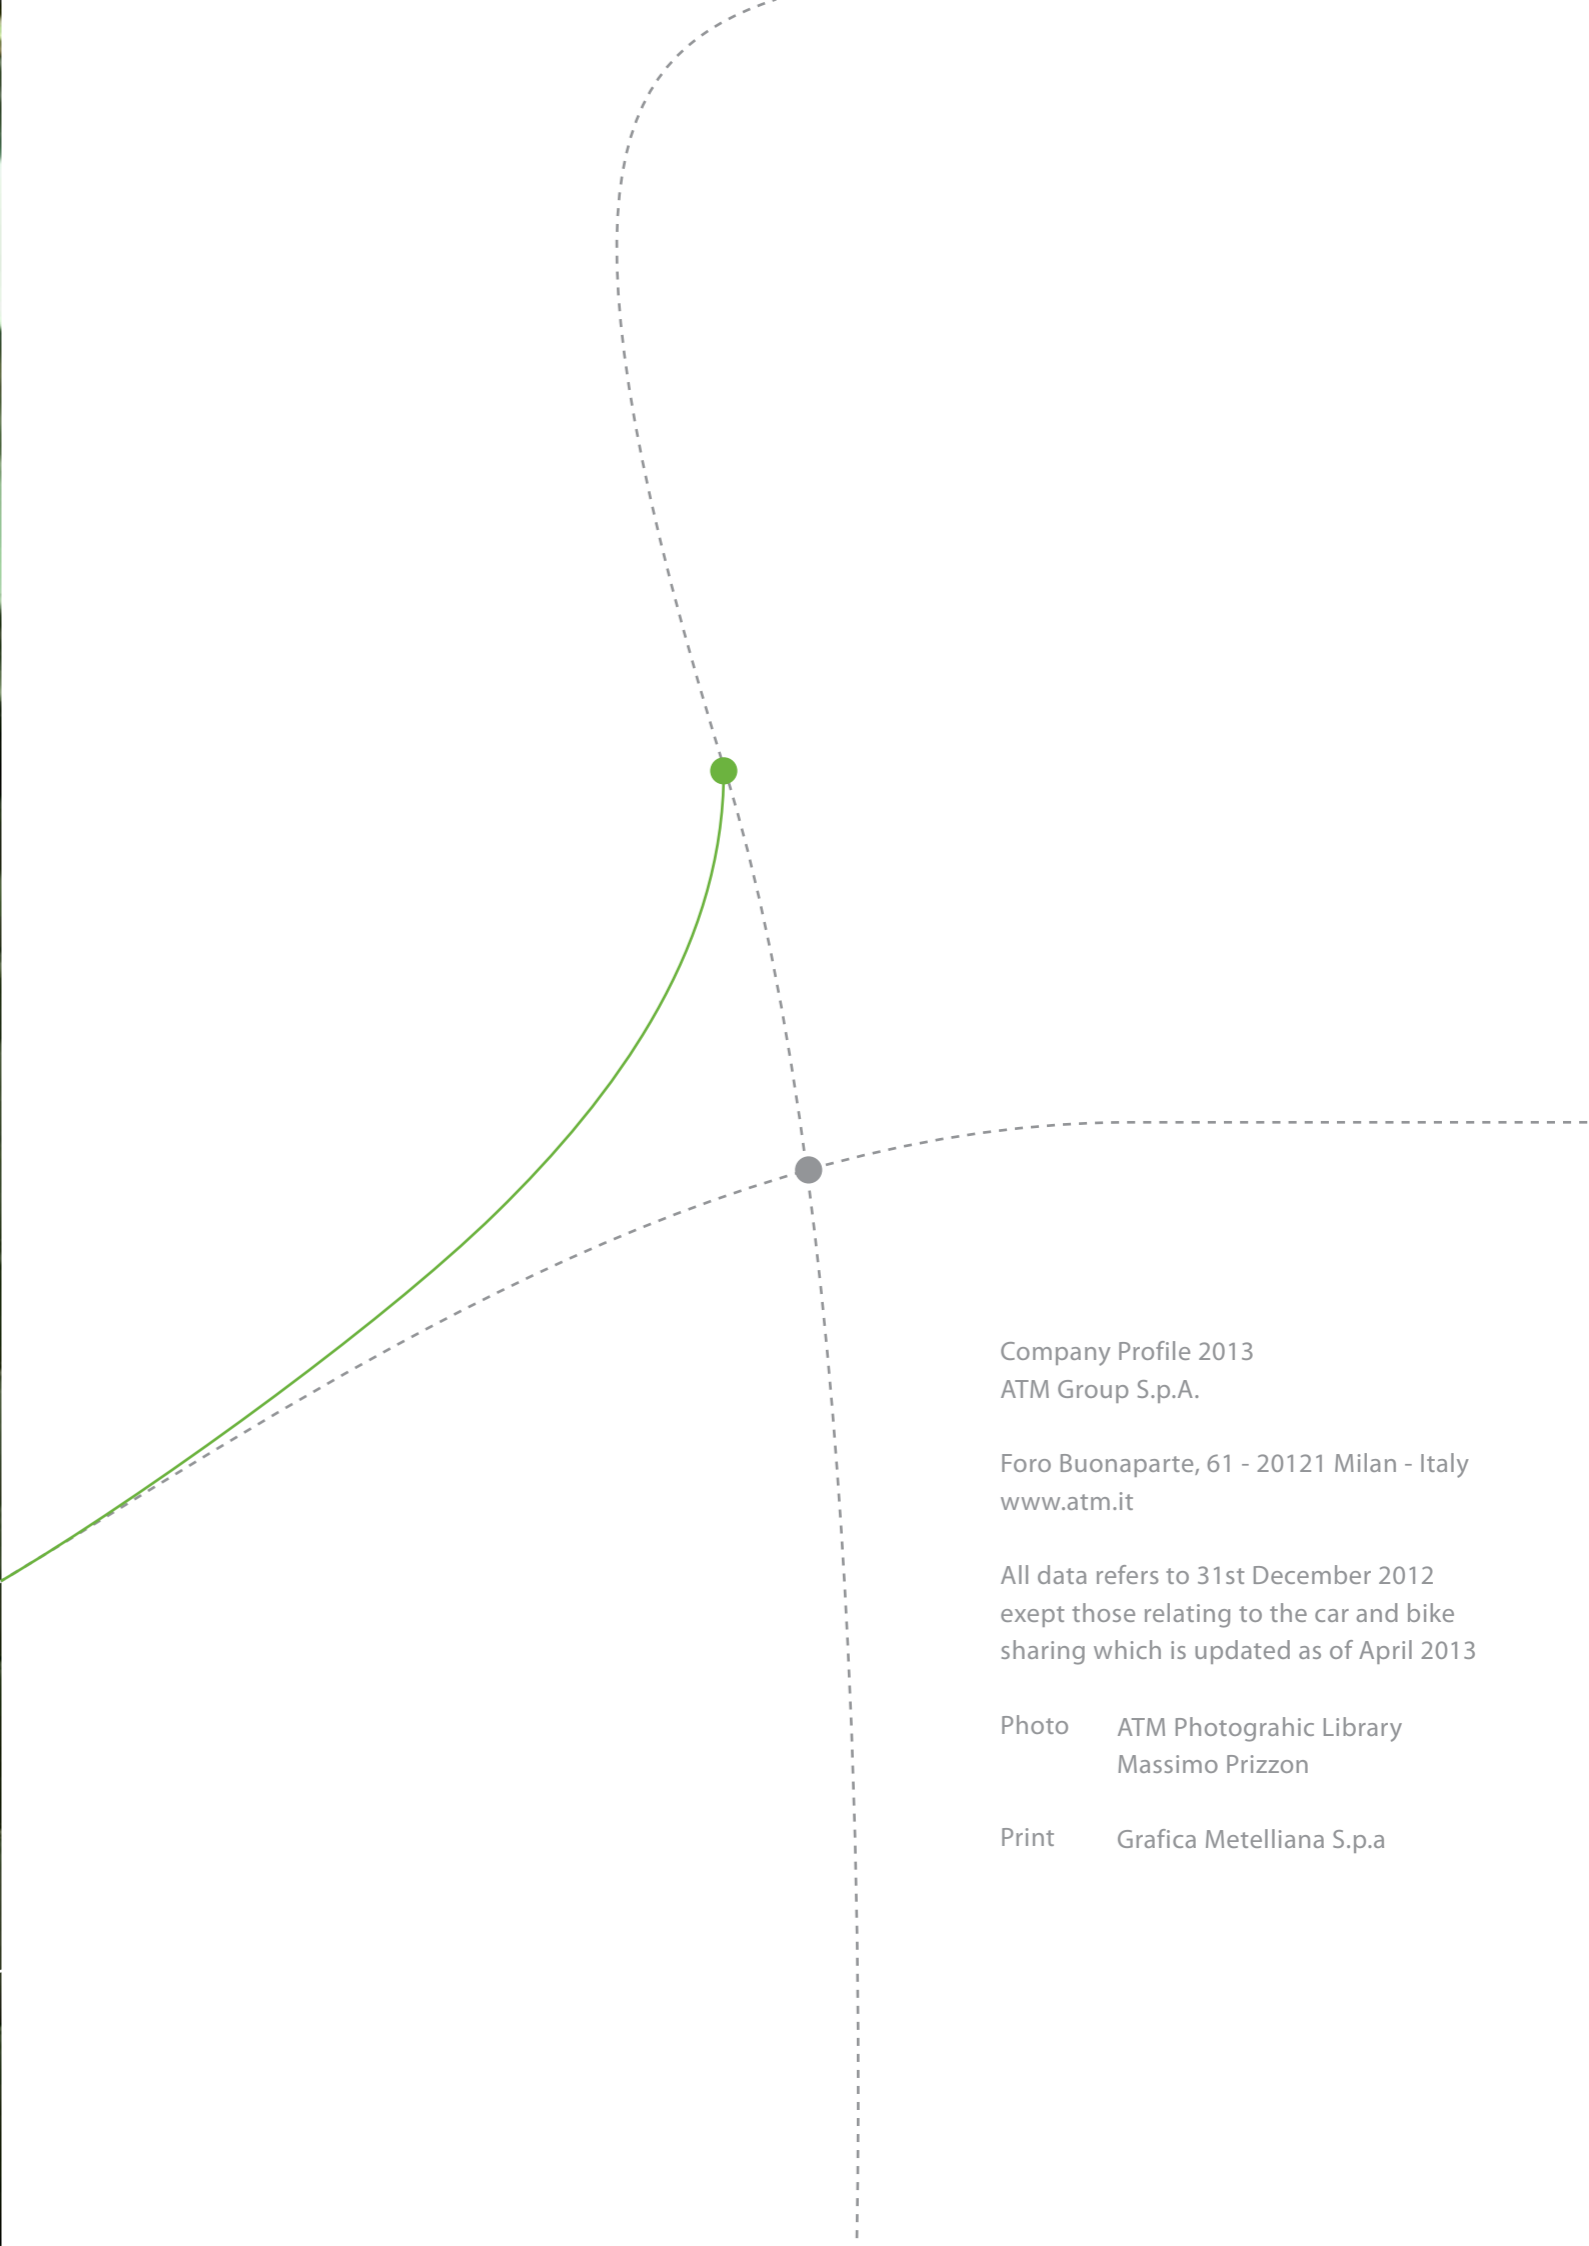 Company Profile 2013
ATM Group S.p.A.
Foro Buonaparte, 61 - 20121 Milan - Italy
www.atm.it
All data refers to 31st December 2012
exept those relating to the car and bike
sharing which is updated as of April 2013
Photo ATM Photograhic Library
Massimo Prizzon
Print Grafica Metelliana S.p.a